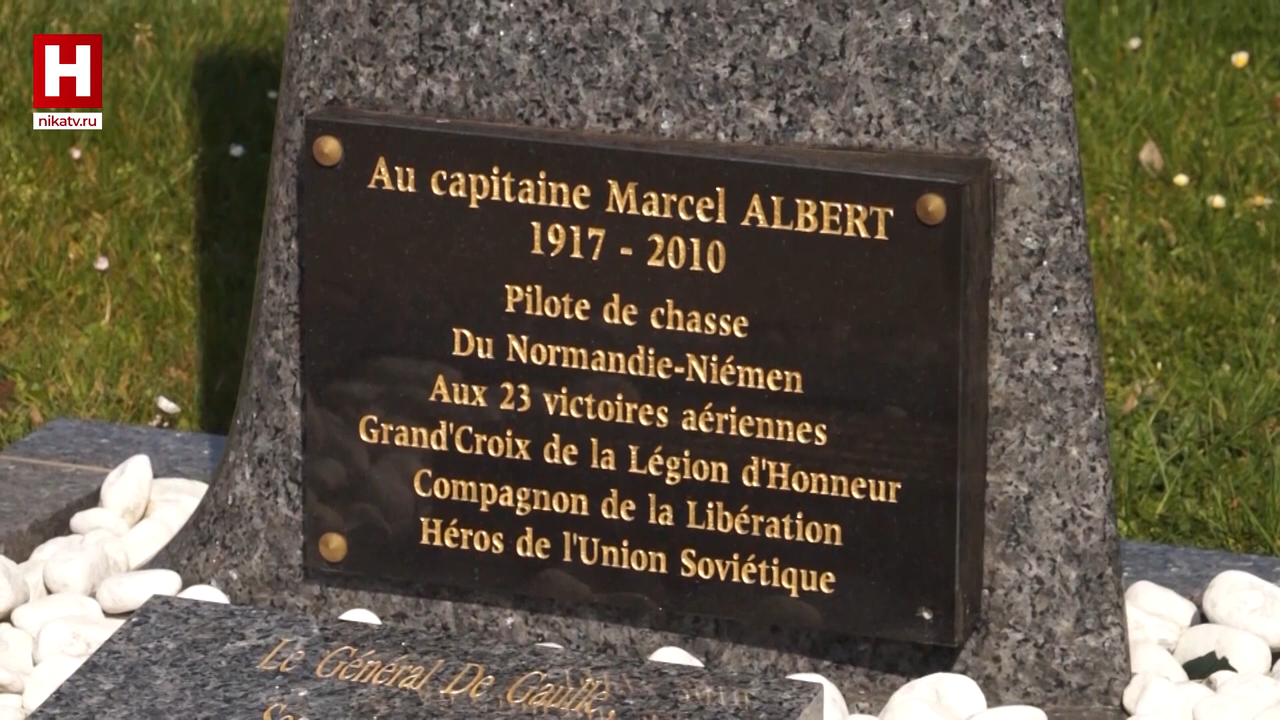 H
nikatv.ru
Au capitaine Marcel ALBERT
1917 - 2010
Pilote de chasse
Du Normandie-Niémen
Aux 23 victoires aériennes
Grand'Croix de la Légion d'Honneur
Compagnon de la Libération
Héros de l'Union Soviétique
Le Général De Gaulle,